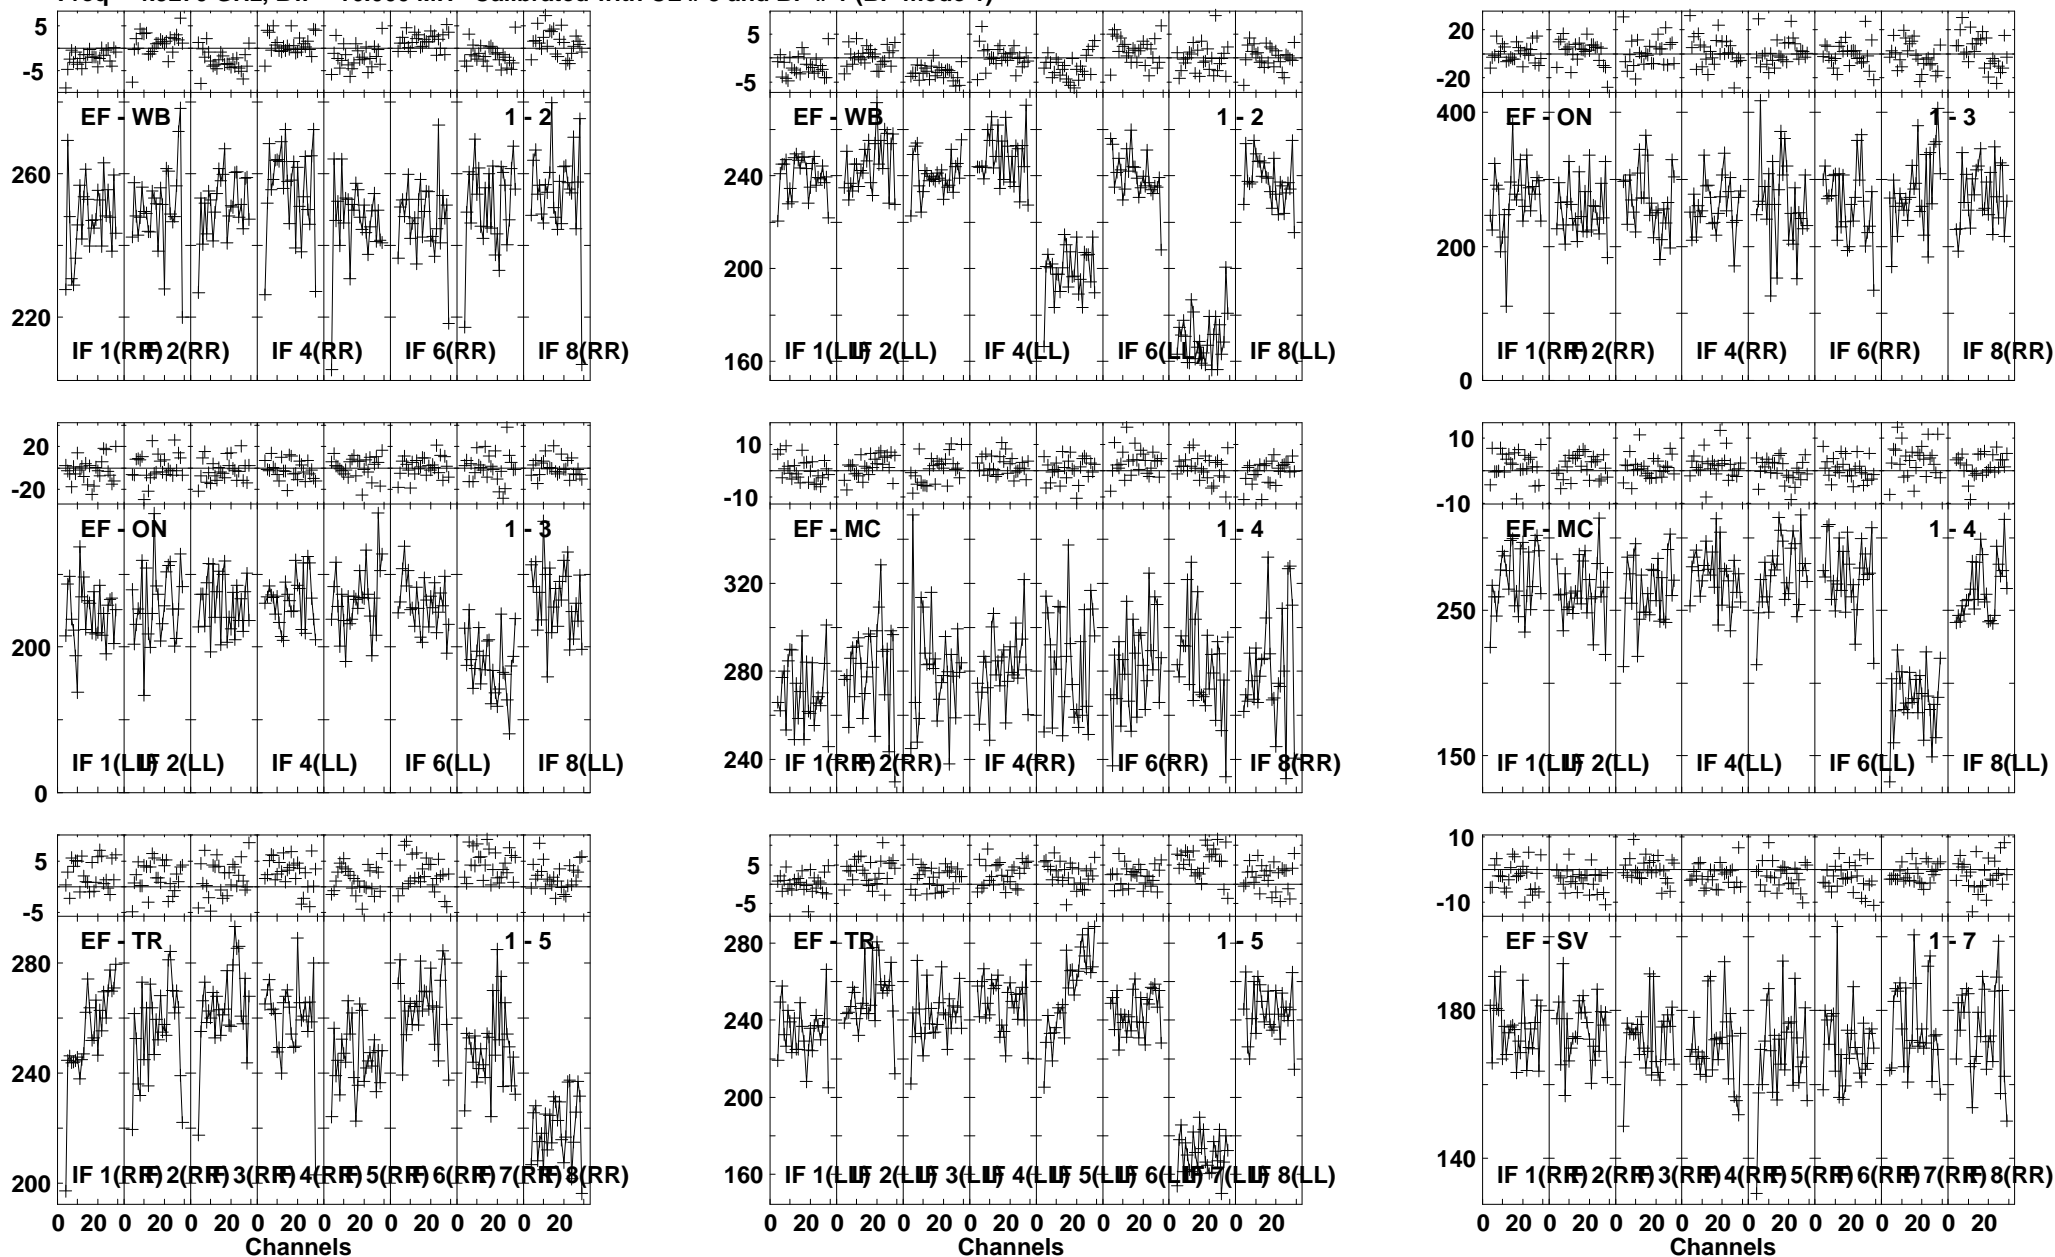 5 5 20
-5 -5 -20
EF - WB 1 - 2 EF - WB 1 - 2 EF - ON 1 - 3
400
260 240
200 200
220
160
IF 1(RR) IF 2(RR) IF 4(RR) IF 6(RR) IF 8(RR) IF 1(LL) IF 2(LL) IF 4(LL) IF 6(LL) IF 8(LL) IF 1(RR) IF 2(RR) IF 4(RR) IF 6(RR) IF 8(RR)
0
20 10 10
-20 -10 -10
EF - ON 1 - 3 EF - MC 1 - 4 EF - MC 1 - 4
320
250
200
280
240 150
IF 1(LL) IF 2(LL) IF 4(LL) IF 6(LL) IF 8(LL) IF 1(RR) IF 2(RR) IF 4(RR) IF 6(RR) IF 8(RR) IF 1(LL) IF 2(LL) IF 4(LL) IF 6(LL) IF 8(LL)
0
5 5 10
-5 -5 -10
EF - TR 1 - 5 EF - TR 1 - 5 EF - SV 1 - 7
280 280
240 240 180
200
200 160 140
IF 1(RR) IF 2(RR) IF 3(RR) IF 4(RR) IF 5(RR) IF 6(RR) IF 7(RR) IF 8(RR) IF 1(LL) IF 2(LL) IF 3(LL) IF 4(LL) IF 5(LL) IF 6(LL) IF 7(LL) IF 8(LL) IF 1(RR) IF 2(RR) IF 3(RR) IF 4(RR) IF 5(RR) IF 6(RR) IF 7(RR) IF 8(RR)
0 20 0 20 0 20 0 20 0 20 0 20 0 20 0 20 0 20 0 20 0 20 0 20 0 20 0 20 0 20 0 20 0 20 0 20 0 20 0 20 0 20 0 20 0 20 0 20
Channels Channels Channels